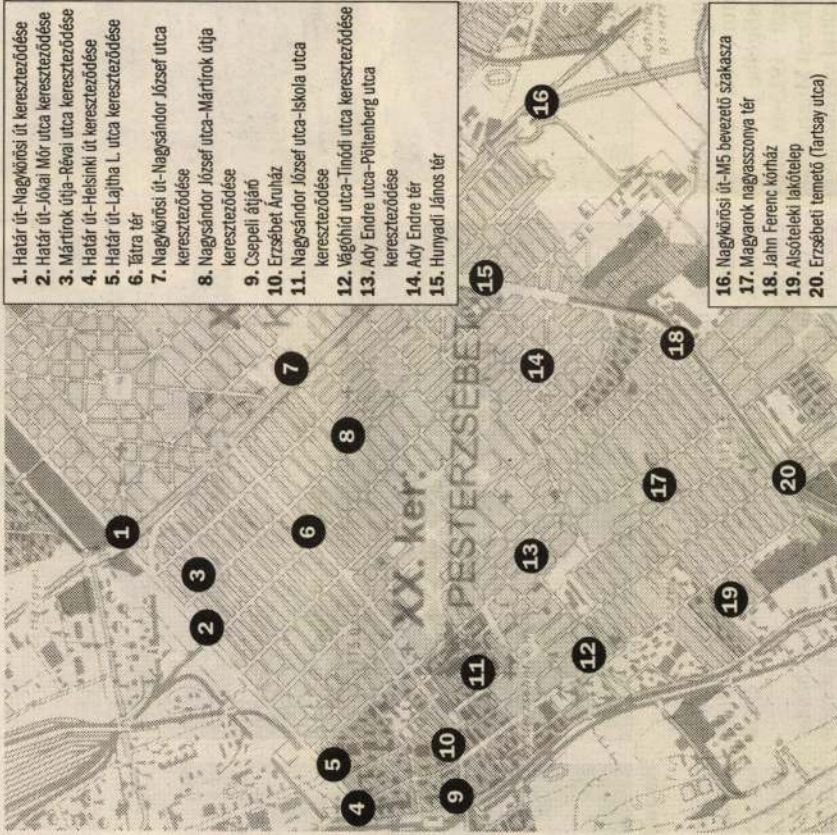 1. Határ út–Nagykőrösi út kereszteződése
2. Határ út–Jókai Mór utca kereszteződése
3. Mártírok útja–Révai utca kereszteződése
4. Határ út–Helsinki út kereszteződése
5. Határ út–Lajtha L. utca kereszteződése
6. Tátra tér
7. Nagykőrösi út–Nagysándor József utca
kereszteződése
8. Nagysándor József utca–Mártírok útja
kereszteződése
9. Csepeli átjáró
10. Erzsébet Áruház
11. Nagysándor József utca–Iskola utca
kereszteződése
12. Vágóhíd utca–Tinódi utca kereszteződése
13. Ady Endre utca–Pöltenberg utca
kereszteződése
14. Ady Endre tér
15. Hunyadi János tér
16. Nagykőrösi út–M5 bevezető szakasza
17. Magyarok nagyasszonya tér
18. Jahn Ferenc kórház
19. Alsóteleki lakótelep
20. Erzsébeti temető (Tartsay utca)
XX. ker.
PESTERZSÉBET
1
2
3
4
5
6
7
8
9
10
11
12
13
14
15
16
17
18
19
20